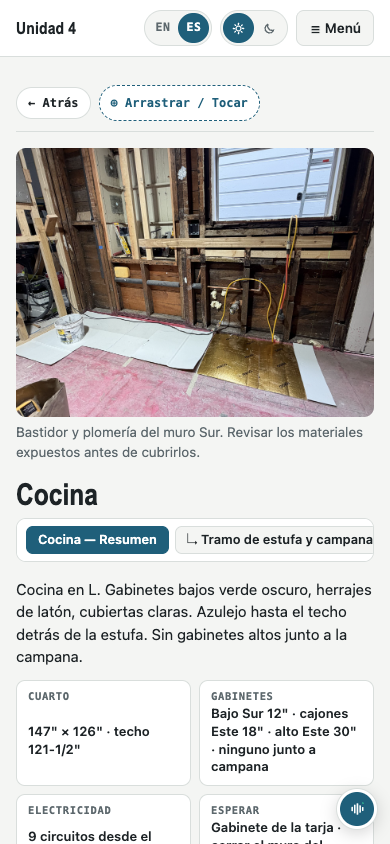 Unidad 4
EN
ES
≡ Menú
← Atrás
⊕ Arrastrar / Tocar
Bastidor y plomería del muro Sur. Revisar los materiales
expuestos antes de cubrirlos.
Cocina
Cocina — Resumen
Tramo de estufa y campana
Cocina en L. Gabinetes bajos verde oscuro, herrajes
de latón, cubiertas claras. Azulejo hasta el techo
detrás de la estufa. Sin gabinetes altos junto a la
campana.
CUARTO
147" × 126" · techo
121-1/2"
GABINETES
Bajo Sur 12" · cajones
Este 18" · alto Este 30"
· ninguno junto a
campana
ELECTRICIDAD
9 circuitos desde el
ESPERAR
Gabinete de la tarja ·
cerrar el muro del